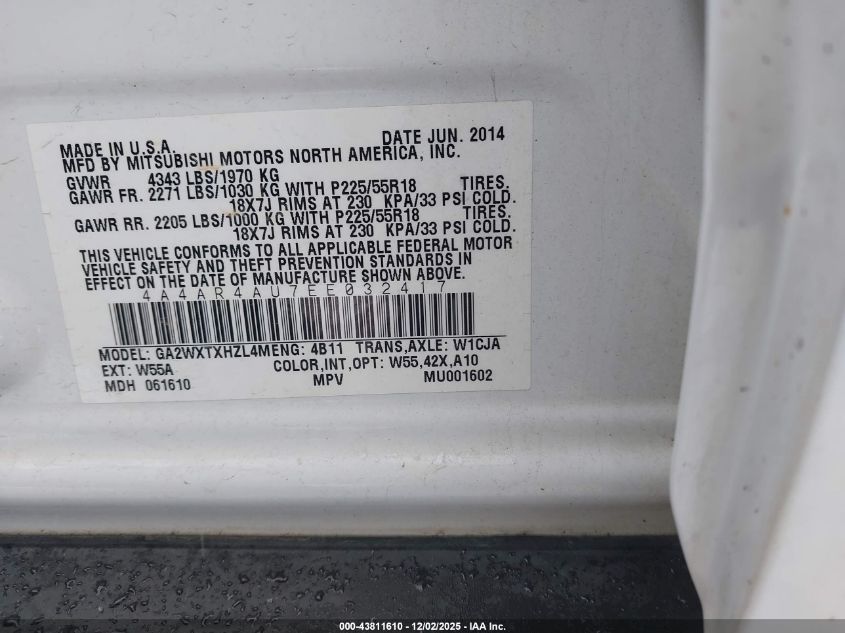 MADE IN U.S.A. DATE JUN. 2014
MFD BY MITSUBISHI MOTORS NORTH AMERICA, INC.
GVWR 4343 LBS/1970 KG
GAWR FR. 2271 LBS/1030 KG WITH P225/55R18 TIRES.
18X7J RIMS AT 230 KPA/33 PSI COLD.
GAWR RR. 2205 LBS/1000 KG WITH P225/55R18 TIRES.
18X7J RIMS AT 230 KPA/33 PSI COLD.
THIS VEHICLE CONFORMS TO ALL APPLICABLE FEDERAL MOTOR
VEHICLE SAFETY AND THEFT PREVENTION STANDARDS IN
EFFECT ON THE DATE OF MANUFACTURE SHOWN ABOVE.
4A4AR4AU7EE032417
MODEL: GA2WXTXHZL4M ENG: 4B11 TRANS,AXLE: W1CJA
EXT: W55A COLOR,INT,OPT: W55,42X,A10
MDH 061610 MPV MU001602
000-43811610 - 12/02/2025 - IAA Inc.